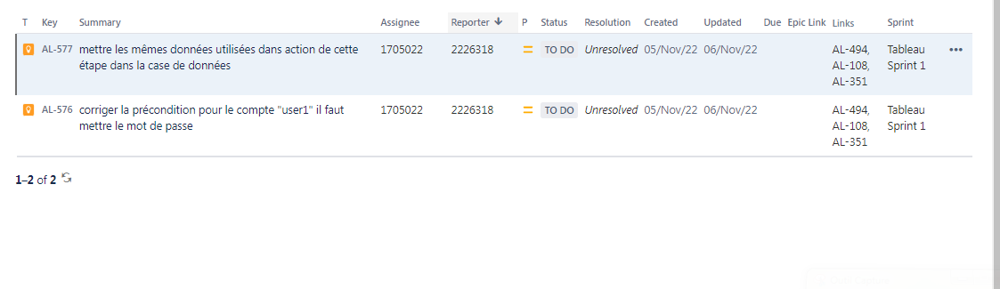 T Key Summary Assignee Reporter P Status Resolution Created Updated Due Epic Link Links Sprint
AL-577 mettre les mêmes données utilisées dans action de cette 1705022 2226318 TO DO Unresolved 05/Nov/22 06/Nov/22 AL-494, Tableau
étape dans la case de données AL-108, Sprint 1
AL-351
AL-576 corriger la précondition pour le compte "user1" il faut 1705022 2226318 TO DO Unresolved 05/Nov/22 06/Nov/22 AL-494, Tableau
mettre le mot de passe AL-108, Sprint 1
AL-351
1–2 of 2